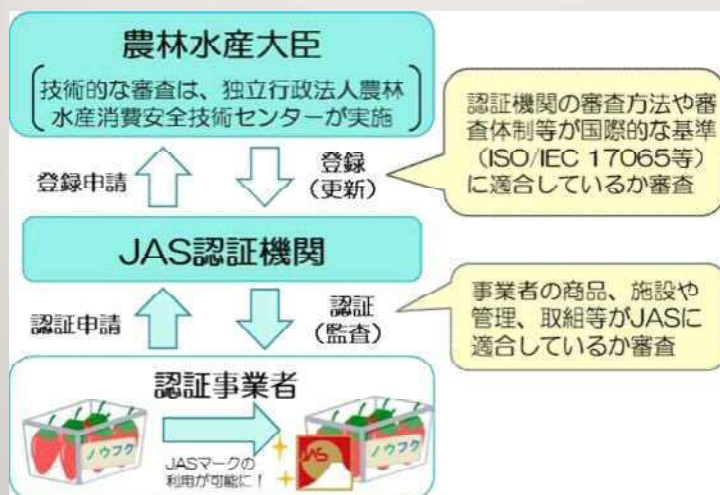 農林水産大臣
技術的な審査は、独立行政法人農林
水産消費安全技術センターが実施
登録申請
登録
(更新)
認証機関の審査方法や審
査体制等が国際的な基準
(ISO/IEC 17065等)
に適合しているか審査
JAS認証機関
認証申請
認証
(監査)
事業者の商品、施設や
管理、取組等がJASに
適合しているか審査
認証事業者
ノウフク
JASマークの
利用が可能に!
JAS
ノウフク